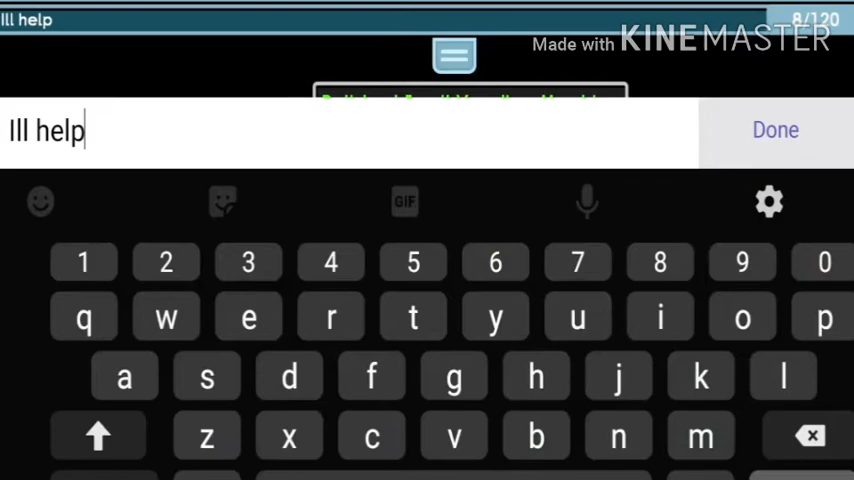 Ill help
8/120
Made with KINEMASTER
Ill help
Done
GIF
1 2 3 4 5 6 7 8 9 0
q w e r t y u i o p
a s d f g h j k l
z x c v b n m